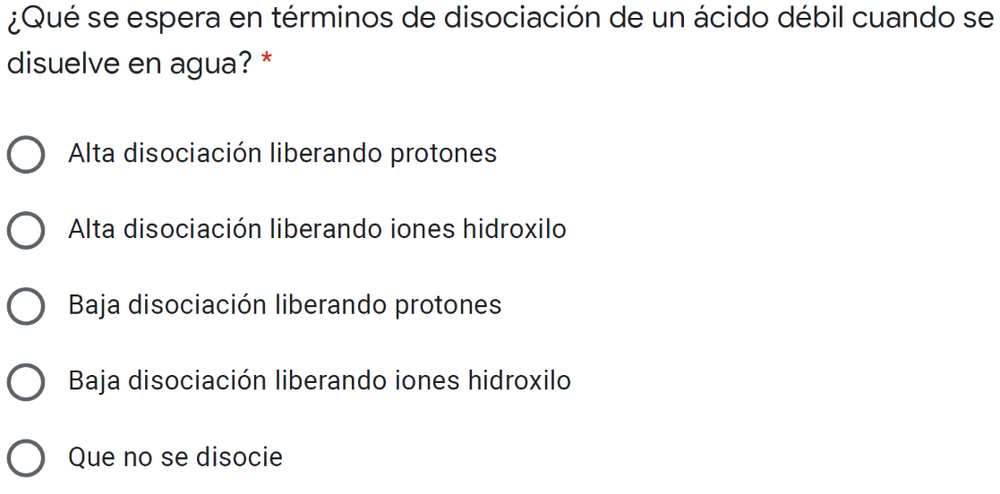 ¿Qué se espera en términos de disociación de un ácido débil cuando se
disuelve en agua? *
Alta disociación liberando protones
Alta disociación liberando iones hidroxilo
Baja disociación liberando protones
Baja disociación liberando iones hidroxilo
Que no se disocie